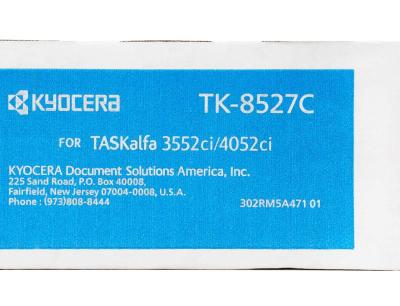 KYOCERA TK-8527C
FOR TASKalfa 3552ci/4052ci
KYOCERA Document Solutions America, Inc.
225 Sand Road, P.O. Box 40008,
Fairfield, New Jersey 07004-0008, U.S.A.
Phone : (973)808-8444 302RM5A471 01